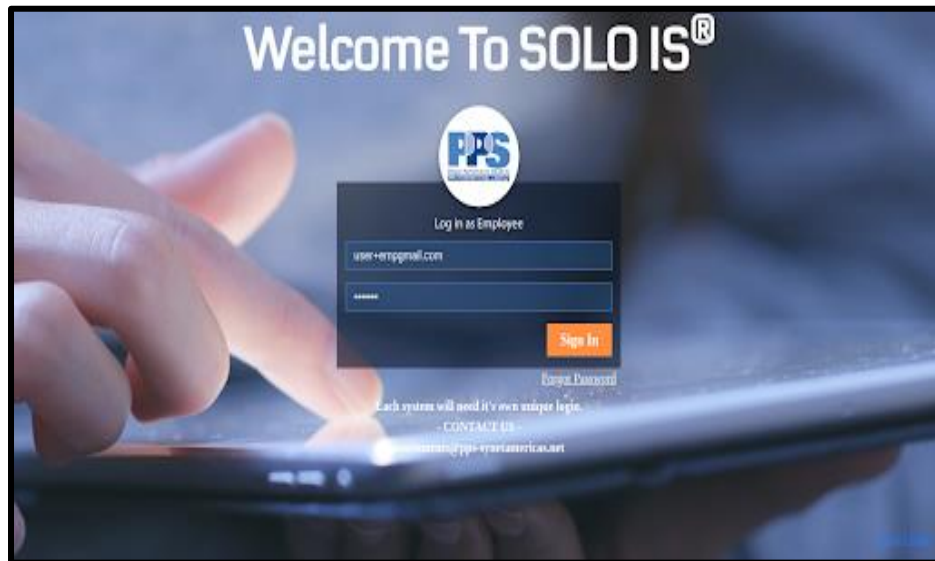 Welcome To SOLO IS®
PPS
Log in as Employee
user+empgmail.com
•••••••
Sign In
Forgot Password
Each system will need it's own unique login.
- CONTACT US -